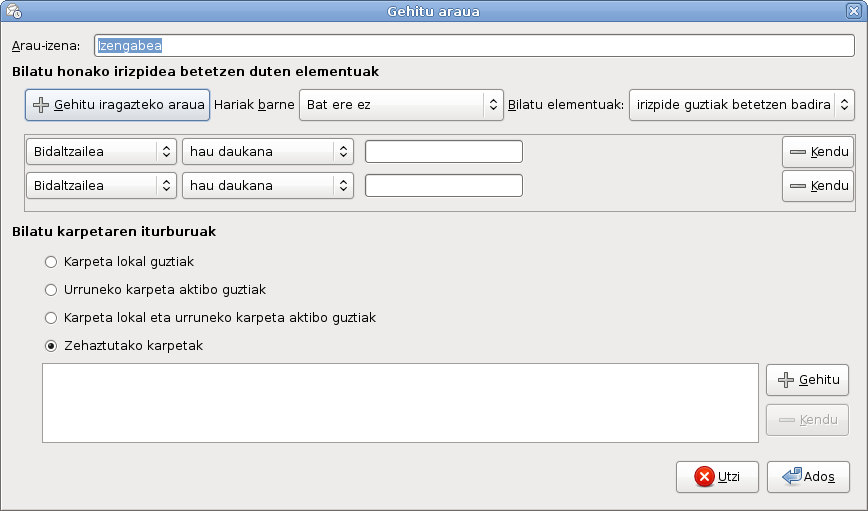 Gehitu araua
Arau-izena: Izengabea
Bilatu honako irizpidea betetzen duten elementuak
Gehitu iragazteko araua Hariak barne Bat ere ez Bilatu elementuak: irizpide guztiak betetzen badira
Bidaltzailea hau daukana Kendu
Bidaltzailea hau daukana Kendu
Bilatu karpetaren iturburuak
Karpeta lokal guztiak
Urruneko karpeta aktibo guztiak
Karpeta lokal eta urruneko karpeta aktibo guztiak
Zehaztutako karpetak
Gehitu
Kendu
Utzi Ados